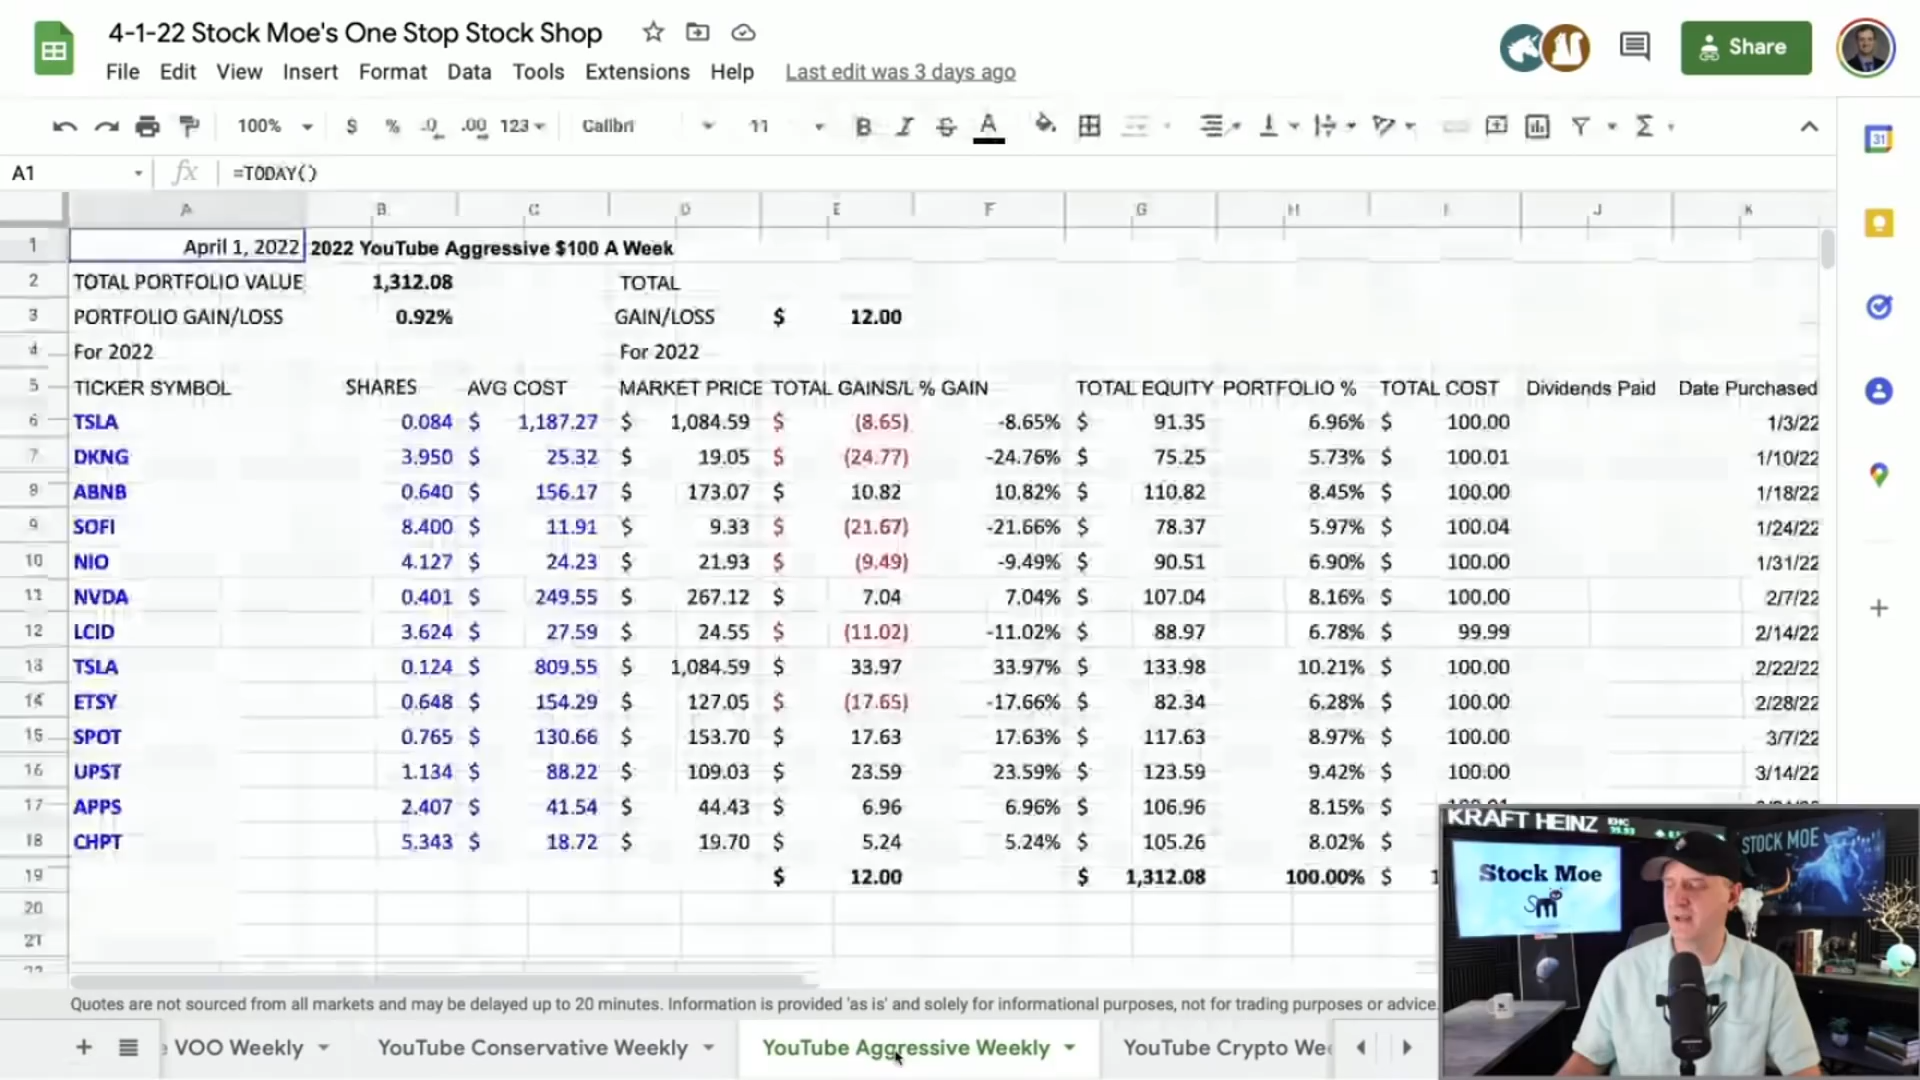 4-1-22 Stock Moe's One Stop Stock Shop
File Edit View Insert Format Data Tools Extensions Help Last edit was 3 days ago
Share
100% $ % .0 .00 123 Calibri 11 B I S A
31
A1 fx =TODAY()
A B C D E F G H I J K
1 April 1, 2022 2022 YouTube Aggressive $100 A Week
2 TOTAL PORTFOLIO VALUE 1,312.08 TOTAL
3 PORTFOLIO GAIN/LOSS 0.92% GAIN/LOSS $ 12.00
4 For 2022 For 2022
5 TICKER SYMBOL SHARES AVG COST MARKET PRICE TOTAL GAINS/L % GAIN TOTAL EQUITY PORTFOLIO % TOTAL COST Dividends Paid Date Purchased
6 TSLA 0.084 $ 1,187.27 $ 1,084.59 $ (8.65) -8.65% $ 91.35 6.96% $ 100.00 1/3/22
7 DKNG 3.950 $ 25.32 $ 19.05 $ (24.77) -24.76% $ 75.25 5.73% $ 100.01 1/10/22
8 ABNB 0.640 $ 156.17 $ 173.07 $ 10.82 10.82% $ 110.82 8.45% $ 100.00 1/18/22
9 SOFI 8.400 $ 11.91 $ 9.33 $ (21.67) -21.66% $ 78.37 5.97% $ 100.04 1/24/22
10 NIO 4.127 $ 24.23 $ 21.93 $ (9.49) -9.49% $ 90.51 6.90% $ 100.00 1/31/22
11 NVDA 0.401 $ 249.55 $ 267.12 $ 7.04 7.04% $ 107.04 8.16% $ 100.00 2/7/22
12 LCID 3.624 $ 27.59 $ 24.55 $ (11.02) -11.02% $ 88.97 6.78% $ 99.99 2/14/22
13 TSLA 0.124 $ 809.55 $ 1,084.59 $ 33.97 33.97% $ 133.98 10.21% $ 100.00 2/22/22
14 ETSY 0.648 $ 154.29 $ 127.05 $ (17.65) -17.66% $ 82.34 6.28% $ 100.00 2/28/22
15 SPOT 0.765 $ 130.66 $ 153.70 $ 17.63 17.63% $ 117.63 8.97% $ 100.00 3/7/22
16 UPST 1.134 $ 88.22 $ 109.03 $ 23.59 23.59% $ 123.59 9.42% $ 100.00 3/14/22
17 APPS 2.407 $ 41.54 $ 44.43 $ 6.96 6.96% $ 106.96 8.15% $
18 CHPT 5.343 $ 18.72 $ 19.70 $ 5.24 5.24% $ 105.26 8.02% $
19 $ 12.00 $ 1,312.08 100.00% $ 1
20
21
KRAFT HEINZ KHC
STOCK MOE
Stock Moe
Sm
Quotes are not sourced from all markets and may be delayed up to 20 minutes. Information is provided 'as is' and solely for informational purposes, not for trading purposes or advice.
VOO Weekly YouTube Conservative Weekly YouTube Aggressive Weekly YouTube Crypto Wee